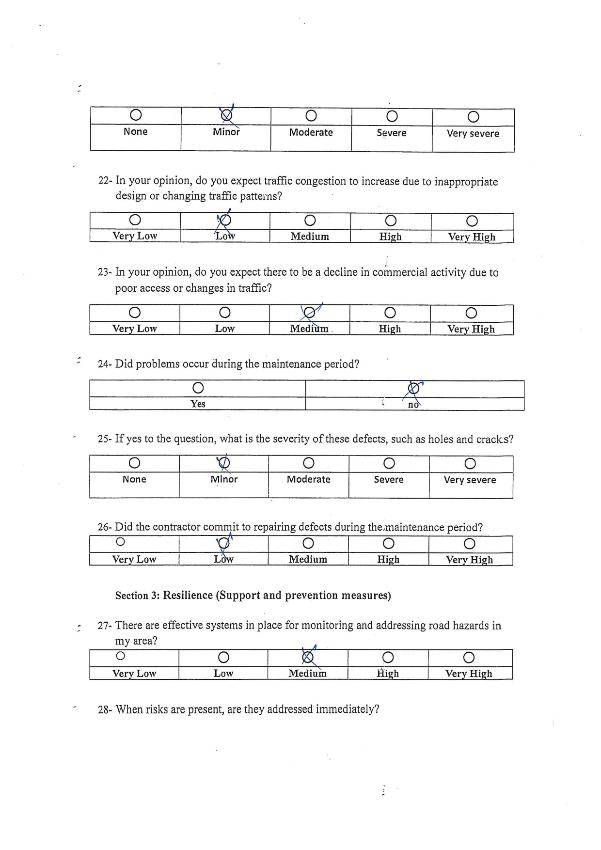 None Minor Moderate Severe Very severe
22- In your opinion, do you expect traffic congestion to increase due to inappropriate
design or changing traffic patterns?
Very Low Low Medium High Very High
23- In your opinion, do you expect there to be a decline in commercial activity due to
poor access or changes in traffic?
Very Low Low Medium High Very High
24- Did problems occur during the maintenance period?
Yes no
25- If yes to the question, what is the severity of these defects, such as holes and cracks?
None Minor Moderate Severe Very severe
26- Did the contractor commit to repairing defects during the maintenance period?
Very Low Low Medium High Very High
Section 3: Resilience (Support and prevention measures)
27- There are effective systems in place for monitoring and addressing road hazards in
my area?
Very Low Low Medium High Very High
28- When risks are present, are they addressed immediately?